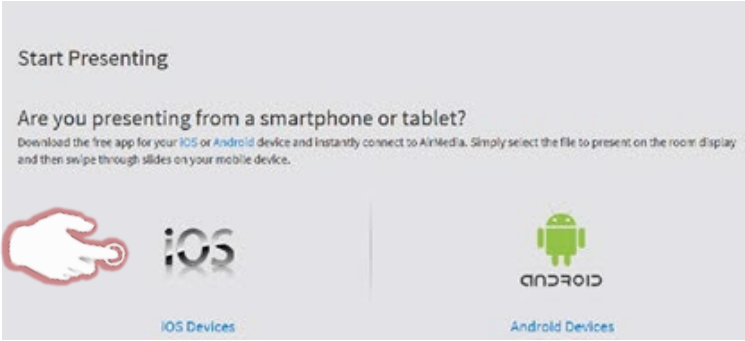 Start Presenting
Are you presenting from a smartphone or tablet?
Download the free app for your iOS or Android device and instantly connect to AirMedia. Simply select the file to present on the room display
and then swipe through slides on your mobile device.
iOS
ANDROID
iOS Devices
Android Devices